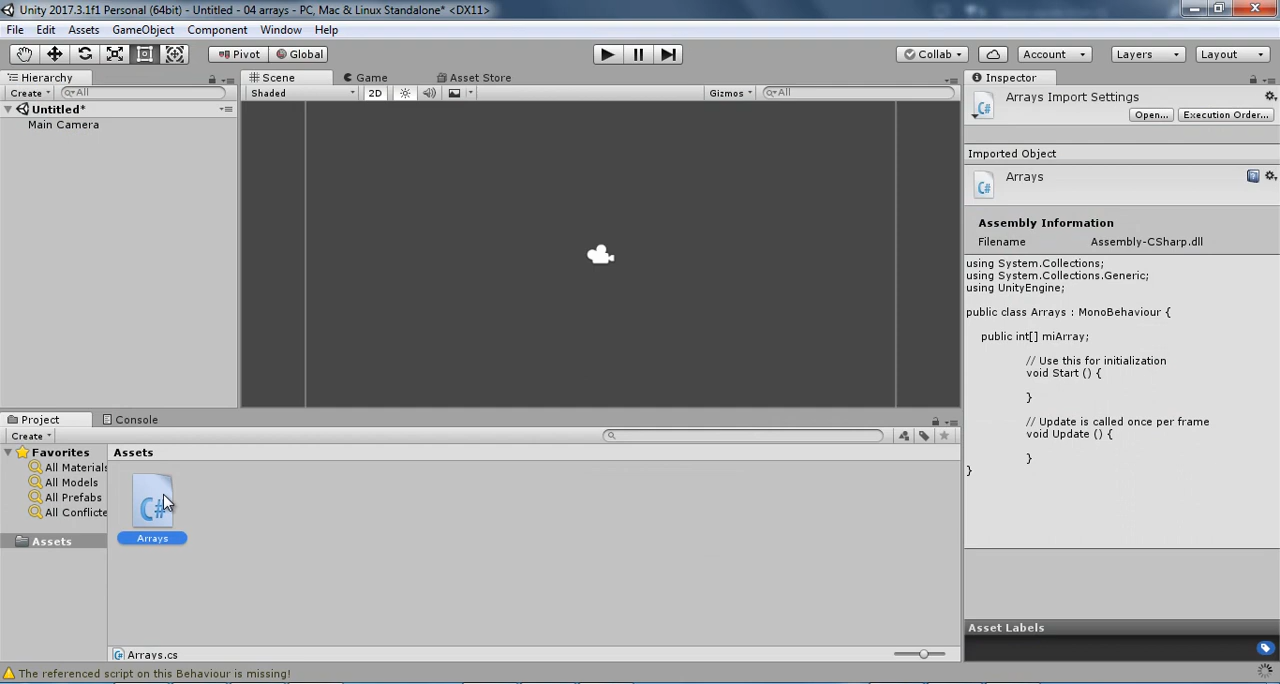 Unity 2017.3.1f1 Personal (64bit) - Untitled - 04 arrays - PC, Mac & Linux Standalone* <DX11>
File Edit Assets GameObject Component Window Help
Pivot Global Collab Account Layers Layout
Hierarchy Scene Game Asset Store Inspector
Create All Shaded 2D Gizmos All
Arrays Import Settings
Open... Execution Order...
Untitled*
Main Camera
Imported Object
Arrays
Assembly Information
Filename Assembly-CSharp.dll
using System.Collections;
using System.Collections.Generic;
using UnityEngine;
public class Arrays : MonoBehaviour {
public int[] miArray;
// Use this for initialization
void Start () {
}
// Update is called once per frame
void Update () {
}
}
Project Console
Create
Favorites
All Materials
All Models
All Prefabs
All Conflicte
Assets
Assets
C#
Arrays
Arrays.cs
Asset Labels
The referenced script on this Behaviour is missing!